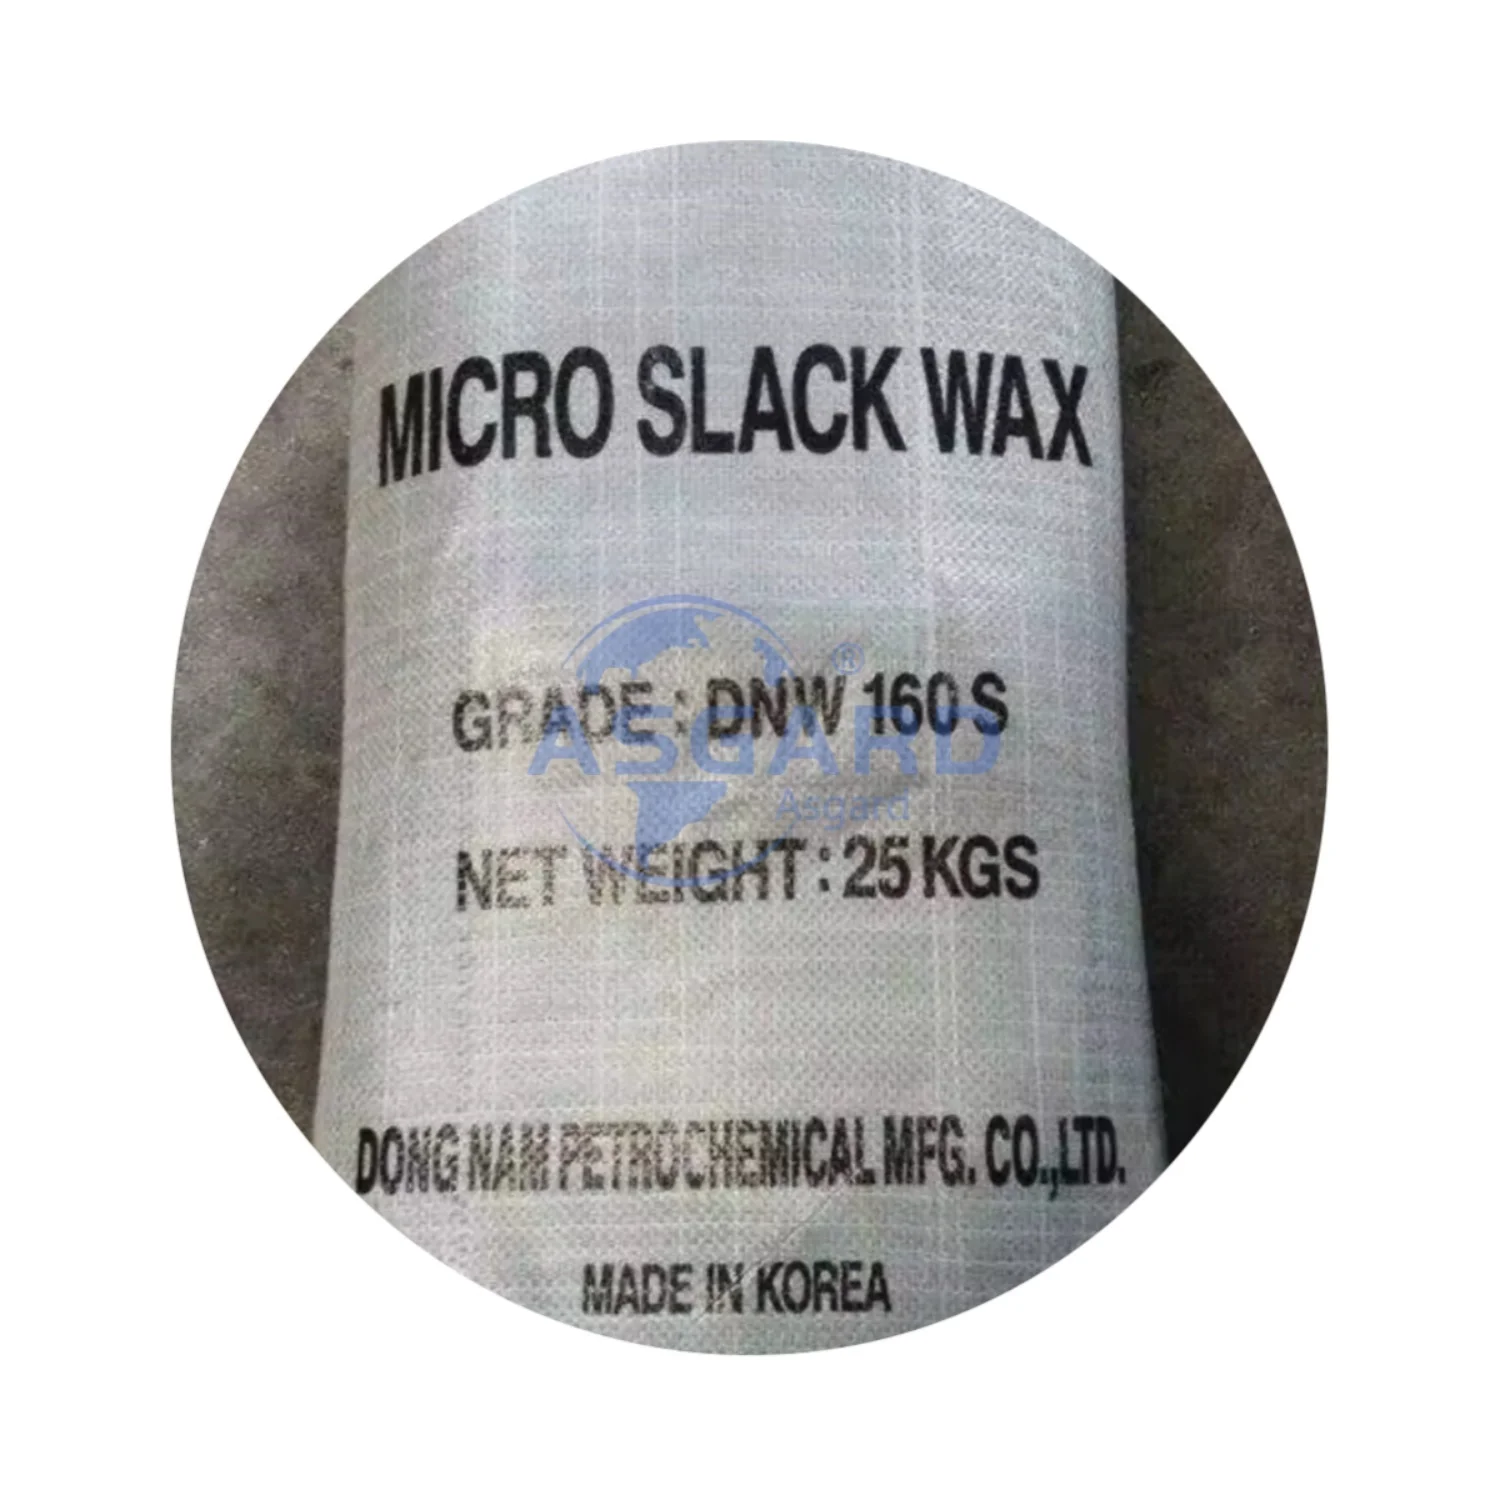 MICRO SLACK WAX
GRADE : DNW 160 S
®
ASGARD
Asgard
NET WEIGHT : 25 KGS
DONG NAM PETROCHEMICAL MFG. CO.,LTD.
MADE IN KOREA